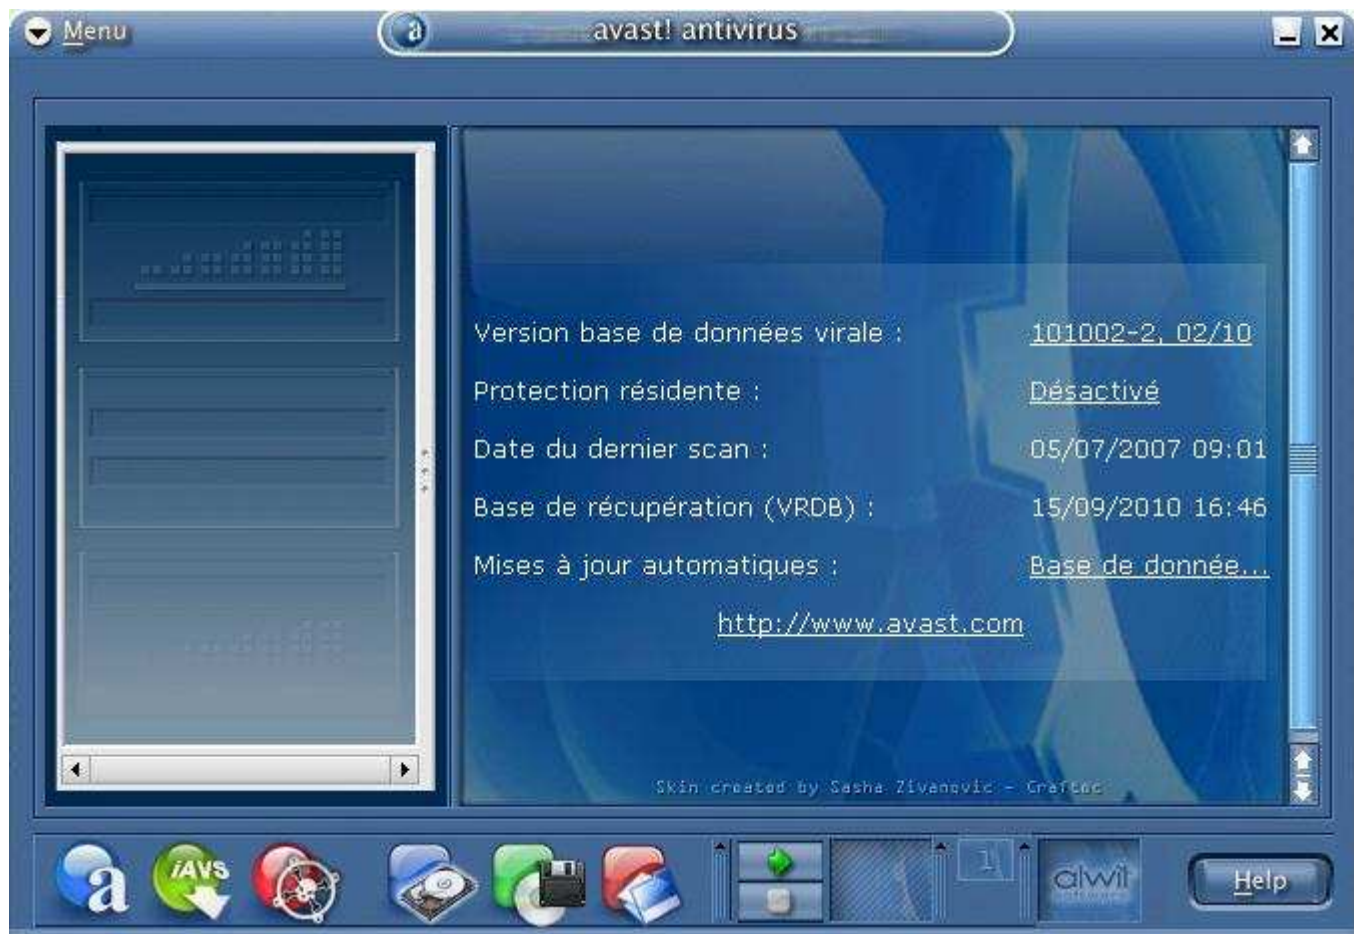 Menu
avast! antivirus
Version base de données virale : 101002-2, 02/10
Protection résidente : Désactivé
Date du dernier scan : 05/07/2007 09:01
Base de récupération (VRDB) : 15/09/2010 16:46
Mises à jour automatiques : Base de donnée...
http://www.avast.com
Skin created by Sasha Zivanovic - Craftec
a
iAVS
1
alwil
Help